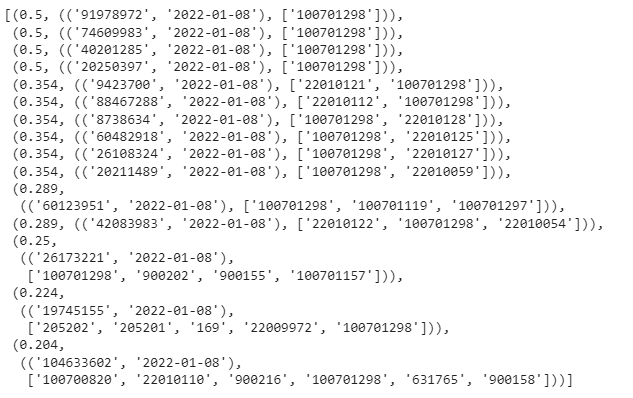 [(0.5, (('91978972', '2022-01-08'), ['100701298'])),
(0.5, (('74609983', '2022-01-08'), ['100701298'])),
(0.5, (('40201285', '2022-01-08'), ['100701298'])),
(0.5, (('20250397', '2022-01-08'), ['100701298'])),
(0.354, (('9423700', '2022-01-08'), ['22010121', '100701298'])),
(0.354, (('88467288', '2022-01-08'), ['22010112', '100701298'])),
(0.354, (('8738634', '2022-01-08'), ['100701298', '22010128'])),
(0.354, (('60482918', '2022-01-08'), ['100701298', '22010125'])),
(0.354, (('26108324', '2022-01-08'), ['100701298', '22010127'])),
(0.354, (('20211489', '2022-01-08'), ['100701298', '22010059'])),
(0.289,
(('60123951', '2022-01-08'), ['100701298', '100701119', '100701297'])),
(0.289, (('42083983', '2022-01-08'), ['22010122', '100701298', '22010054'])),
(0.25,
(('26173221', '2022-01-08'),
['100701298', '900202', '900155', '100701157'])),
(0.224,
(('19745155', '2022-01-08'),
['205202', '205201', '169', '22009972', '100701298'])),
(0.204,
(('104633602', '2022-01-08'),
['100700820', '22010110', '900216', '100701298', '631765', '900158']))]